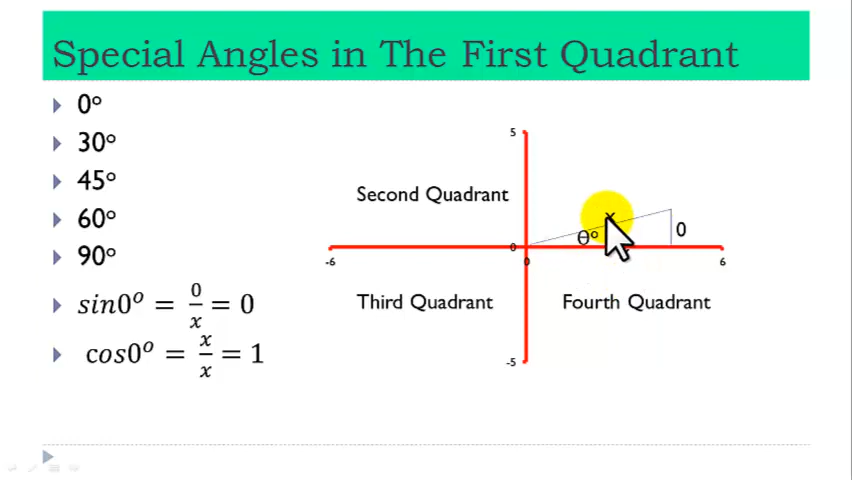 Special Angles in The First Quadrant
0°
30°
45°
60°
90°
sin0° = 0/x = 0
cos0° = x/x = 1
5
Second Quadrant
x
0
θ°
0
-6
0
6
Third Quadrant
Fourth Quadrant
-5